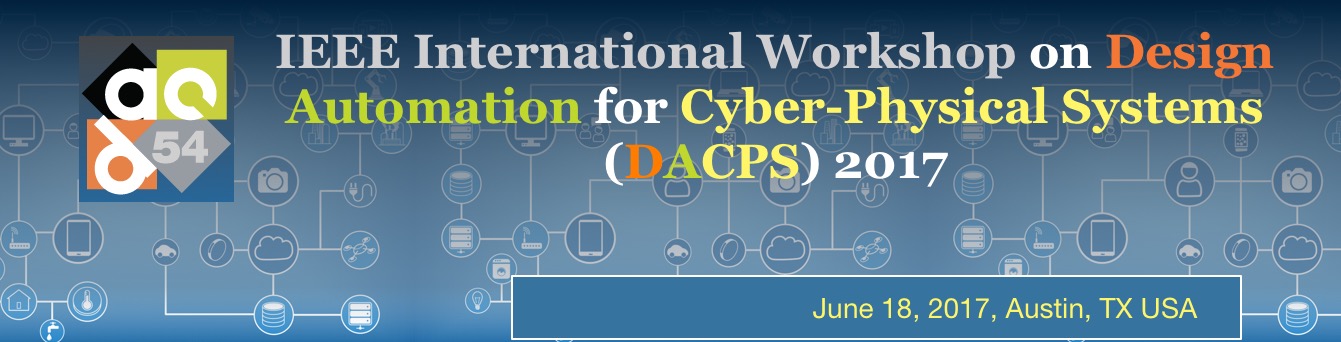 IEEE International Workshop on Design
Automation for Cyber-Physical Systems
(DACPS) 2017
dac
54
June 18, 2017, Austin, TX USA